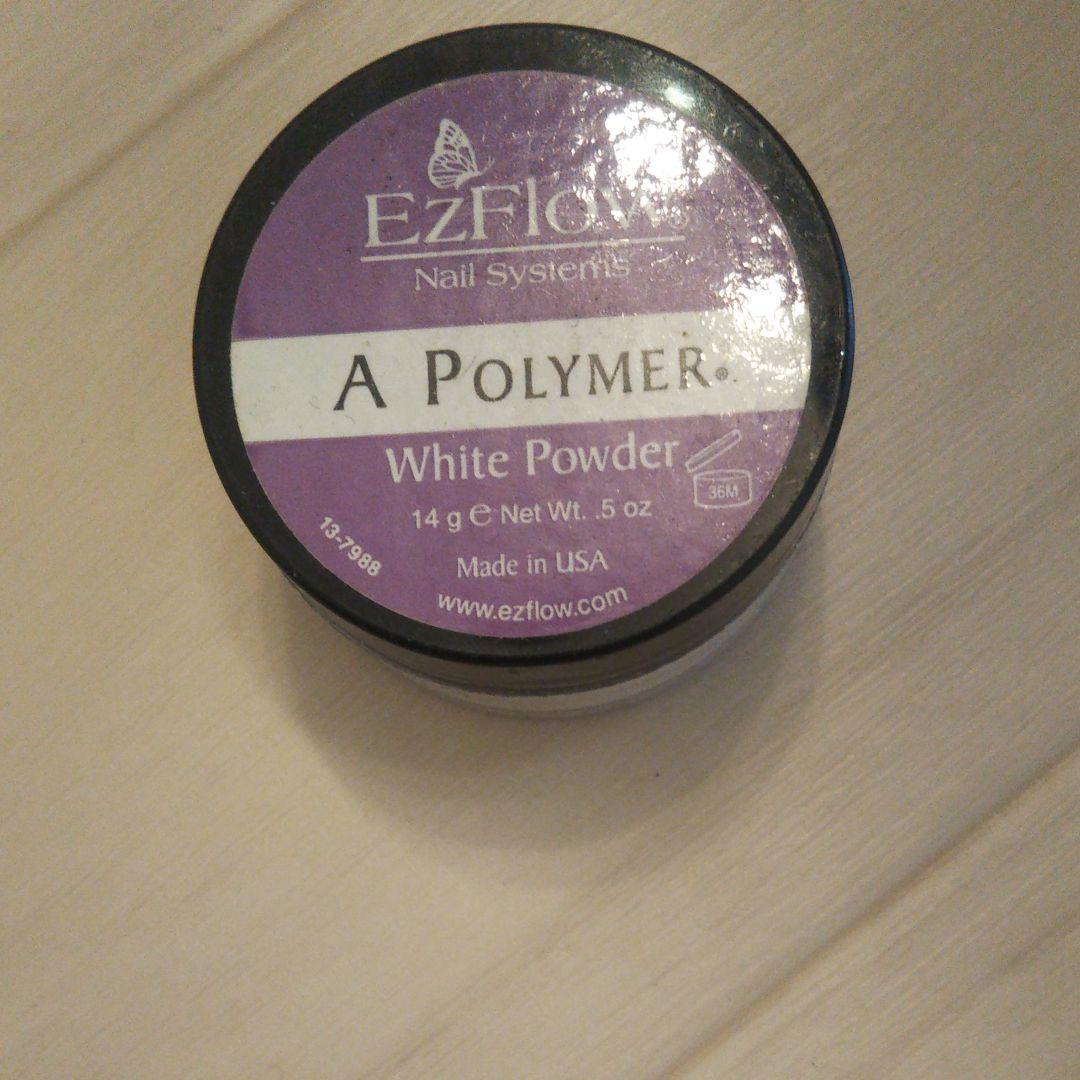 EzFlow®
Nail Systems
A POLYMER®
White Powder
36M
14 g ℮ Net Wt. .5 oz
13-7988
Made in USA
www.ezflow.com